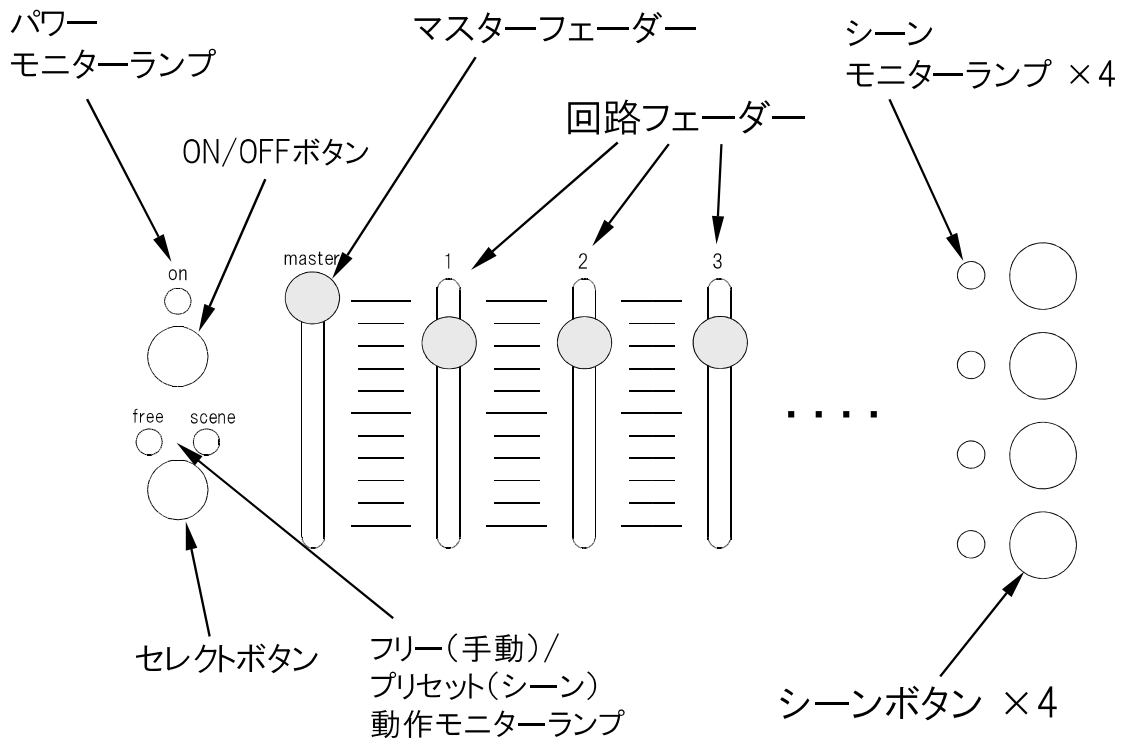 パワー
モニターランプ
マスターフェーダー
シーン
モニターランプ ×4
回路フェーダー
ON/OFFボタン
on
master
1
2
3
free
scene
・・・・
セレクトボタン
フリー(手動)/
プリセット(シーン)
動作モニターランプ
シーンボタン ×4